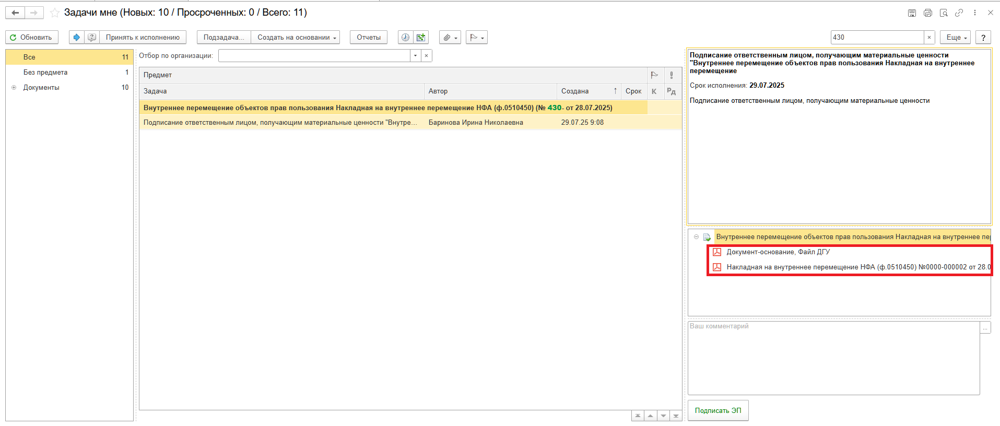 Задачи мне (Новых: 10 / Просроченных: 0 / Всего: 11)
Обновить
Принять к исполнению
Подзадача...
Создать на основании
Отчеты
430
×
Еще
?
Все 11
Без предмета 1
Документы 10
Отбор по организации:
Предмет
Задача Автор Создана ↑ Срок К Рд
Внутреннее перемещение объектов прав пользования Накладная на внутреннее перемещение НФА (ф.0510450) (№ 430- от 28.07.2025)
Подписание ответственным лицом, получающим материальные ценности "Внутре... Баринова Ирина Николаевна 29.07.25 9:08
Подписание ответственным лицом, получающим материальные ценности
"Внутреннее перемещение объектов прав пользования Накладная на внутреннее
перемещение
Срок исполнения: 29.07.2025
Подписание ответственным лицом, получающим материальные ценности
Внутреннее перемещение объектов прав пользования Накладная на внутреннее пер
Документ-основание, Файл ДГУ
Накладная на внутреннее перемещение НФА (ф.0510450) №0000-000002 от 28.0
Ваш комментарий
...
Подписать ЭП